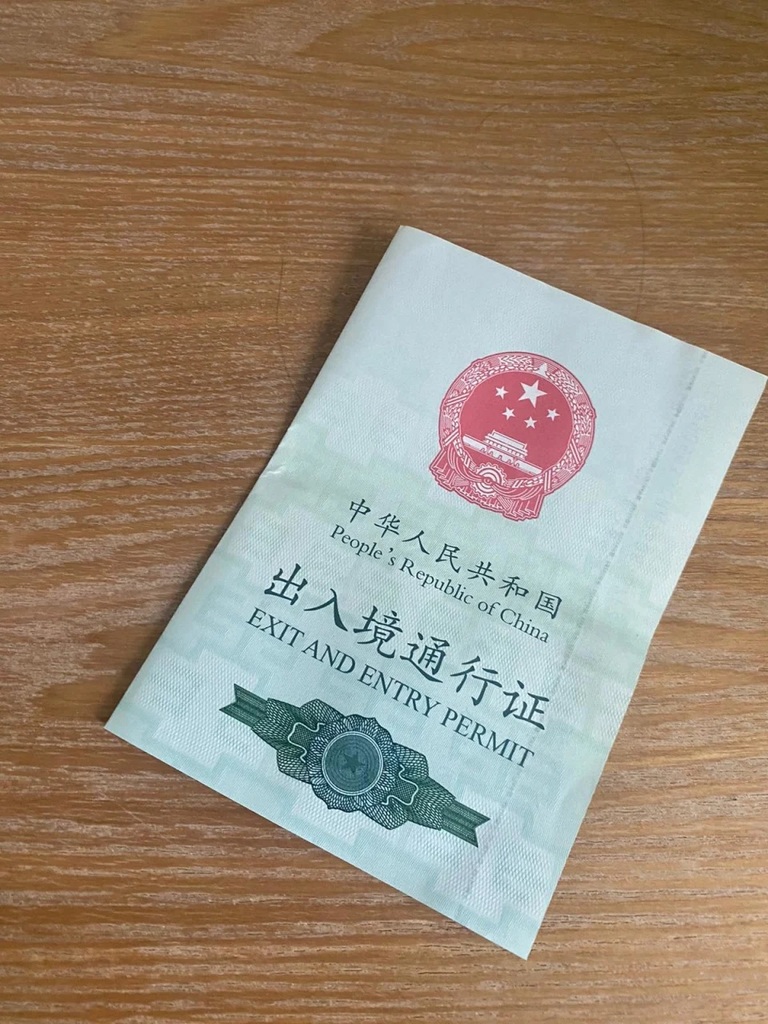 中华人民共和国
People's Republic of China
出入境通行证
EXIT AND ENTRY PERMIT